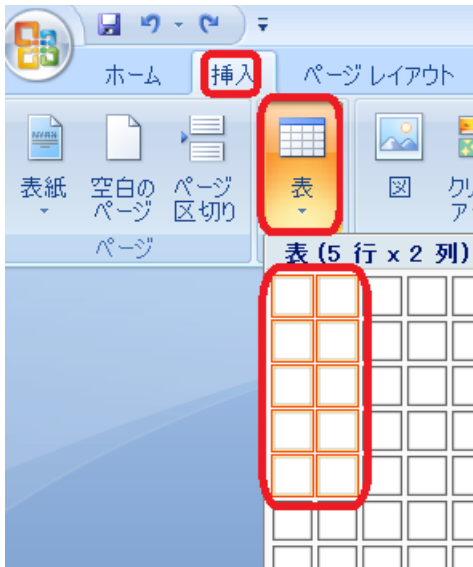 ホーム 挿入 ページ レイアウト
表紙 空白の ページ 表 図
ページ 区切り
ページ
表 (5 行 x 2 列)